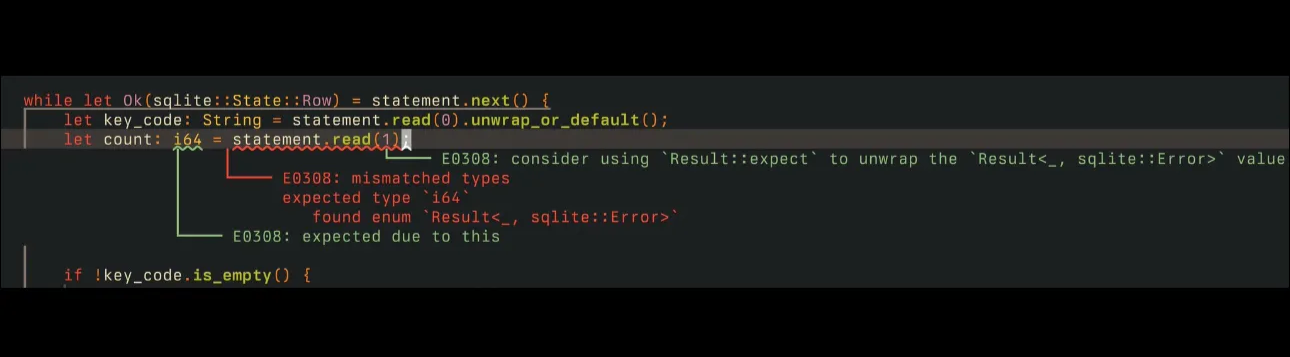 while let Ok(sqlite::State::Row) = statement.next() {
let key_code: String = statement.read(0).unwrap_or_default();
let count: i64 = statement.read(1);
E0308: consider using `Result::expect` to unwrap the `Result<_, sqlite::Error>` value
E0308: mismatched types
expected type `i64`
found enum `Result<_, sqlite::Error>`
E0308: expected due to this
if !key_code.is_empty() {